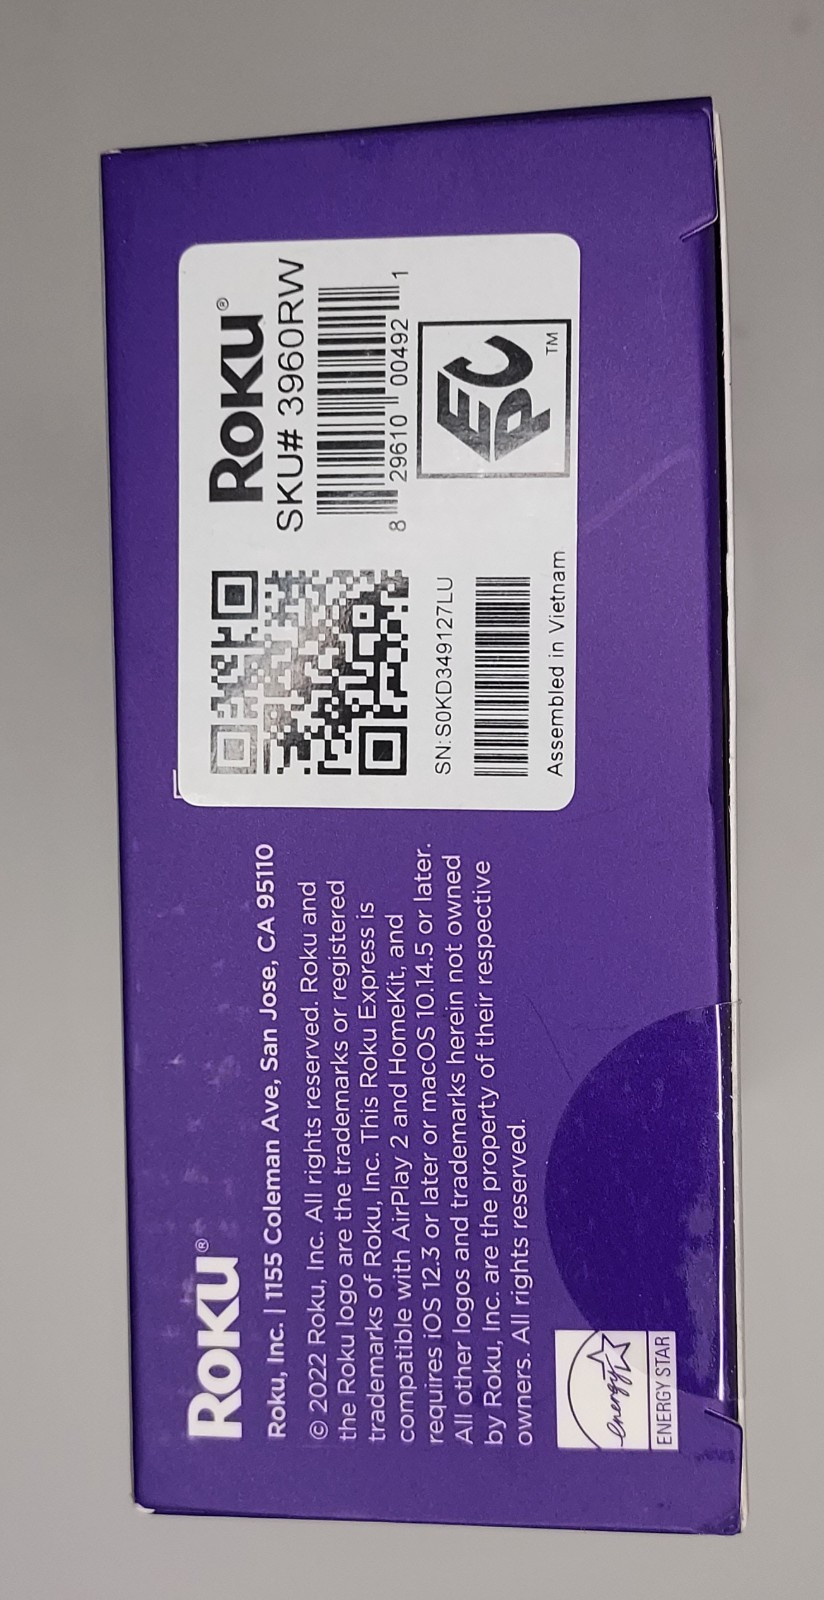 Roku®
Roku, Inc. | 1155 Coleman Ave, San Jose, CA 95110
© 2022 Roku, Inc. All rights reserved. Roku and
the Roku logo are the trademarks or registered
trademarks of Roku, Inc. This Roku Express is
compatible with AirPlay 2 and HomeKit, and
requires iOS 12.3 or later or macOS 10.14.5 or later.
All other logos and trademarks herein not owned
by Roku, Inc. are the property of their respective
owners. All rights reserved.
energy
ENERGY STAR
Roku®
SKU# 3960RW
8 29610 00492 1
SN:S0KD349127LU
EPC
TM
Assembled in Vietnam